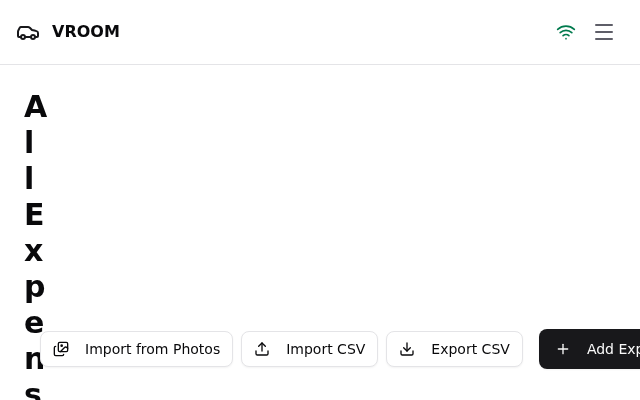 VROOM
A
l
l
E
x
p
e
n
s
Import from Photos
Import CSV
Export CSV
Add Exp